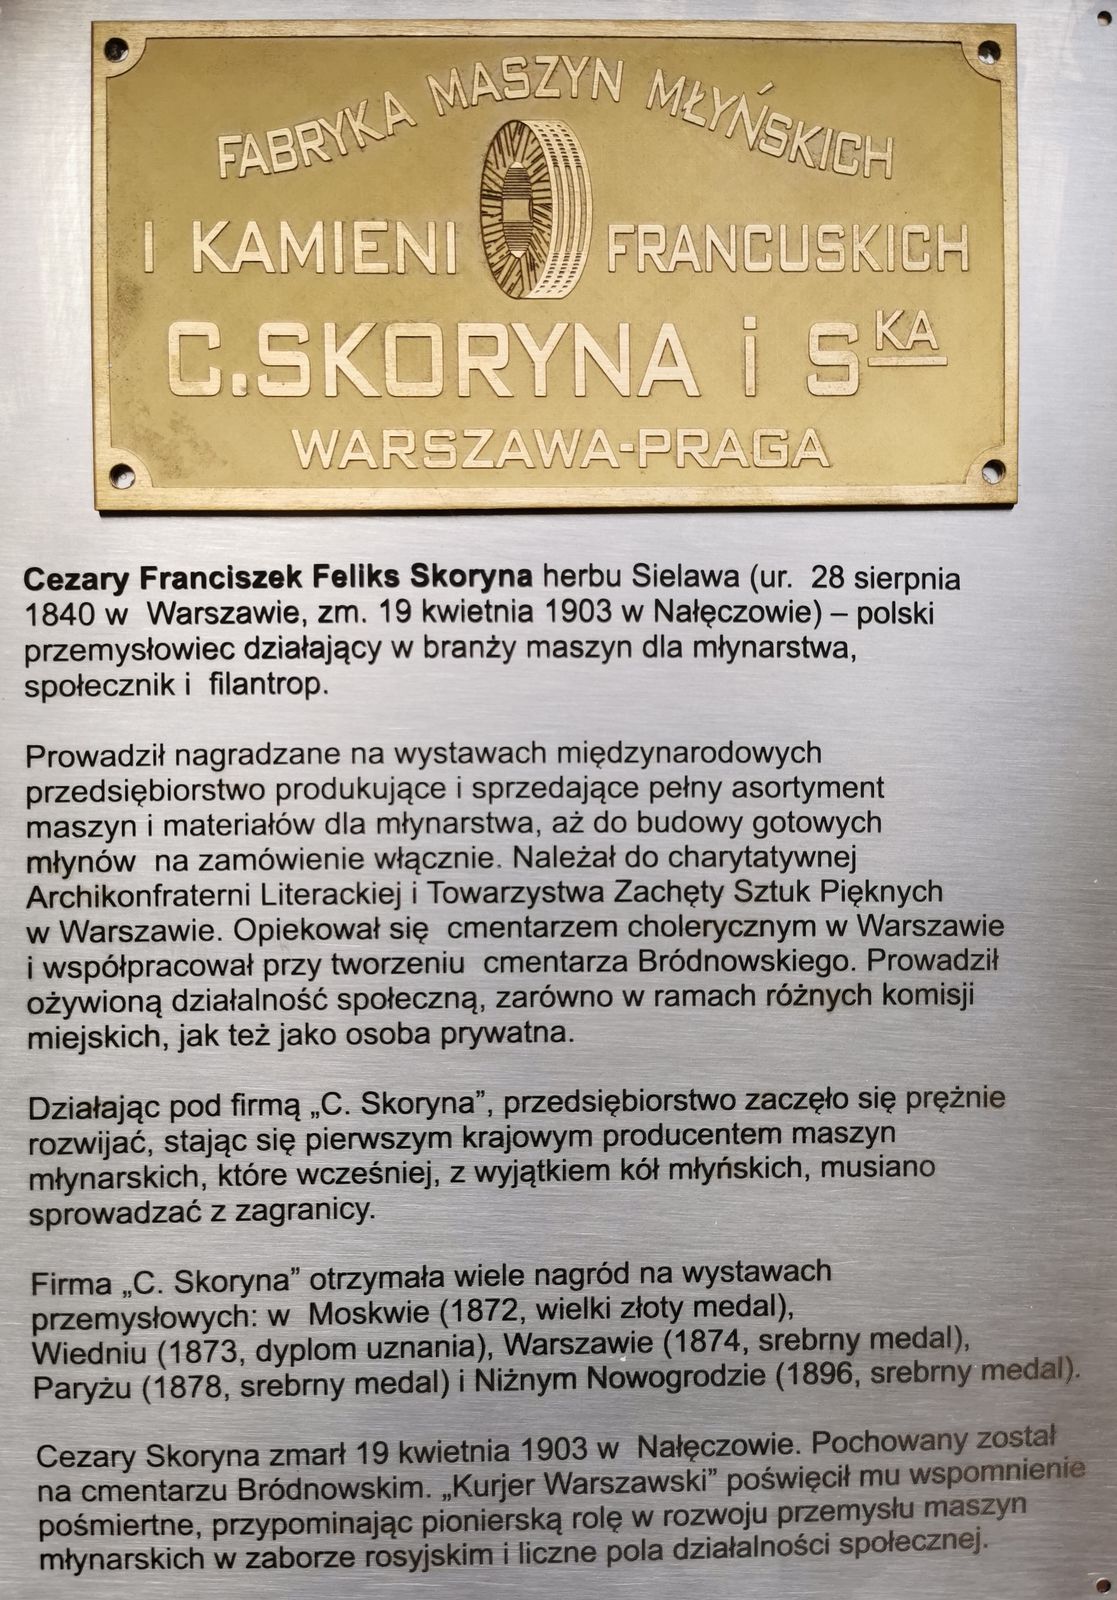 FABRYKA MASZYN MŁYŃSKICH
I KAMIENI FRANCUSKICH
C.SKORYNA i SKA
WARSZAWA-PRAGA
Cezary Franciszek Feliks Skoryna herbu Sielawa (ur. 28 sierpnia
1840 w Warszawie, zm. 19 kwietnia 1903 w Nałęczowie) – polski
przemysłowiec działający w branży maszyn dla młynarstwa,
społecznik i filantrop.
Prowadził nagradzane na wystawach międzynarodowych
przedsiębiorstwo produkujące i sprzedające pełny asortyment
maszyn i materiałów dla młynarstwa, aż do budowy gotowych
młynów na zamówienie włącznie. Należał do charytatywnej
Archikonfraterni Literackiej i Towarzystwa Zachęty Sztuk Pięknych
w Warszawie. Opiekował się cmentarzem cholerycznym w Warszawie
i współpracował przy tworzeniu cmentarza Bródnowskiego. Prowadził
ożywioną działalność społeczną, zarówno w ramach różnych komisji
miejskich, jak też jako osoba prywatna.
Działając pod firmą „C. Skoryna”, przedsiębiorstwo zaczęło się prężnie
rozwijać, stając się pierwszym krajowym producentem maszyn
młynarskich, które wcześniej, z wyjątkiem kół młyńskich, musiano
sprowadzać z zagranicy.
Firma „C. Skoryna” otrzymała wiele nagród na wystawach
przemysłowych: w Moskwie (1872, wielki złoty medal),
Wiedniu (1873, dyplom uznania), Warszawie (1874, srebrny medal),
Paryżu (1878, srebrny medal) i Niżnym Nowogrodzie (1896, srebrny medal).
Cezary Skoryna zmarł 19 kwietnia 1903 w Nałęczowie. Pochowany został
na cmentarzu Bródnowskim. „Kurjer Warszawski” poświęcił mu wspomnienie
pośmiertne, przypominając pionierską rolę w rozwoju przemysłu maszyn
młynarskich w zaborze rosyjskim i liczne pola działalności społecznej.